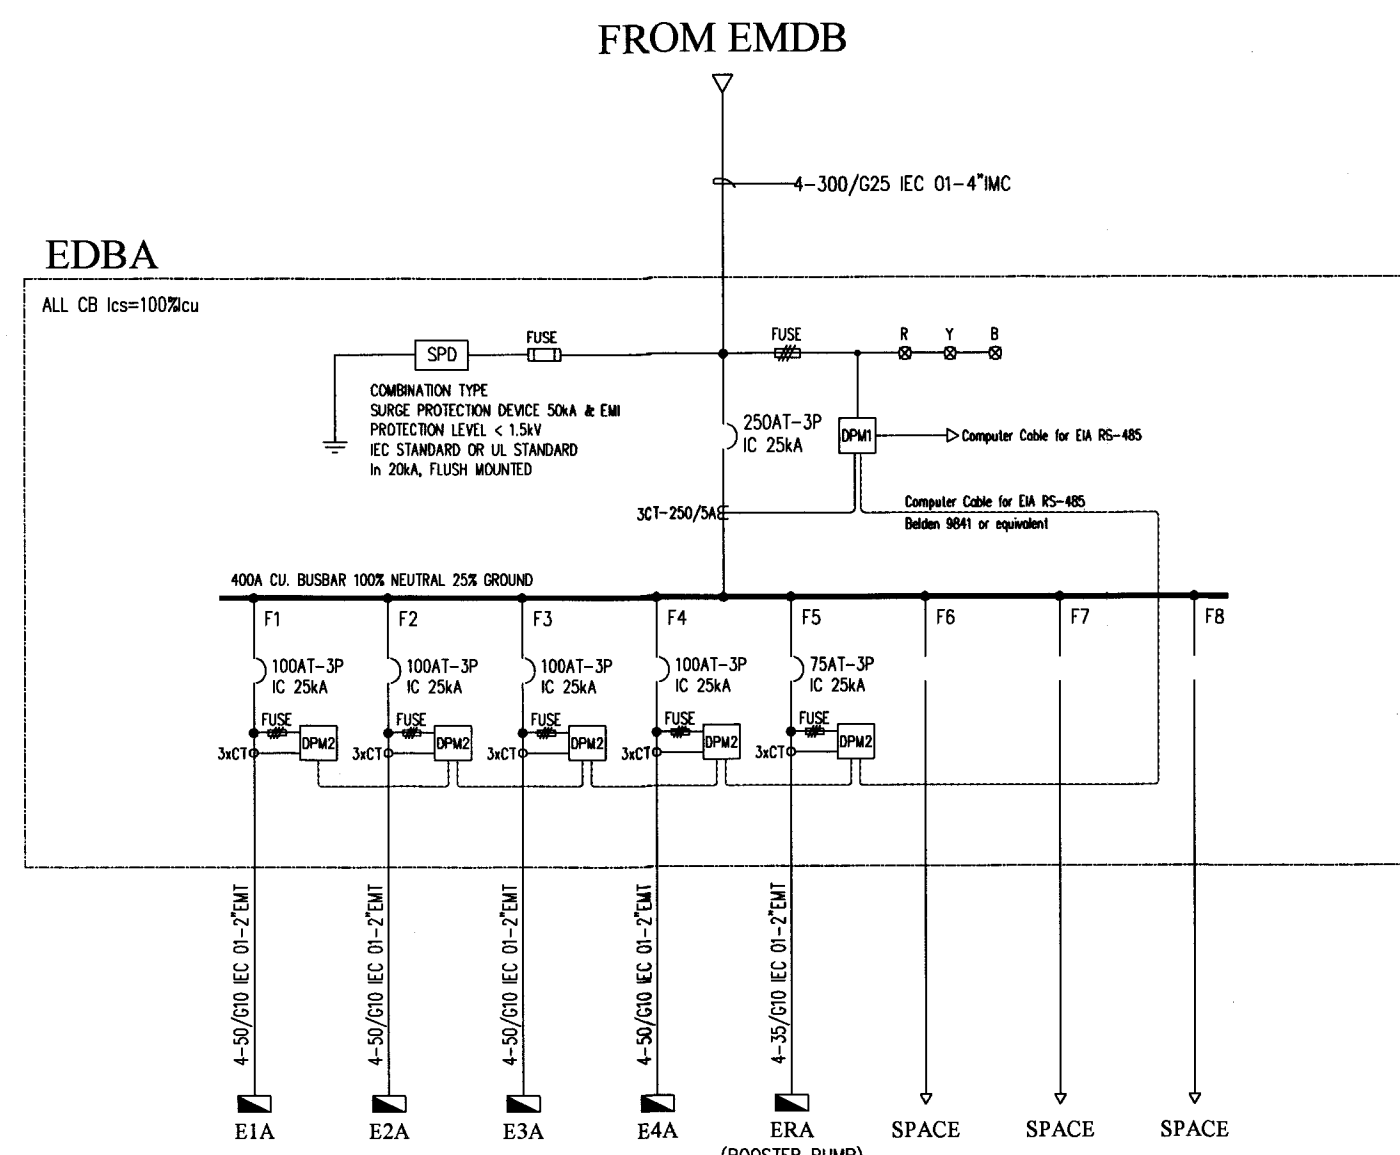 FROM EMDB
4-300/G25 IEC 01-4"IMC
EDBA
ALL CB Ics=100%Icu
FUSE
FUSE
R
Y
B
SPD
COMBINATION TYPE
SURGE PROTECTION DEVICE 50kA & EMI
PROTECTION LEVEL < 1.5kV
IEC STANDARD OR UL STANDARD
In 20kA, FLUSH MOUNTED
250AT-3P
IC 25kA
DPM1
Computer Cable for EIA RS-485
3CT-250/5A
Computer Cable for EIA RS-485
Belden 9841 or equivalent
400A CU. BUSBAR 100% NEUTRAL 25% GROUND
F1
F2
F3
F4
F5
F6
F7
F8
100AT-3P
IC 25kA
100AT-3P
IC 25kA
100AT-3P
IC 25kA
100AT-3P
IC 25kA
75AT-3P
IC 25kA
FUSE
DPM2
3xCT
FUSE
DPM2
3xCT
FUSE
DPM2
3xCT
FUSE
DPM2
3xCT
FUSE
DPM2
3xCT
4-50/G10 IEC 01-2"EMT
4-50/G10 IEC 01-2"EMT
4-50/G10 IEC 01-2"EMT
4-50/G10 IEC 01-2"EMT
4-35/G10 IEC 01-2"EMT
E1A
E2A
E3A
E4A
ERA
SPACE
SPACE
SPACE
(BOOSTER PUMP)